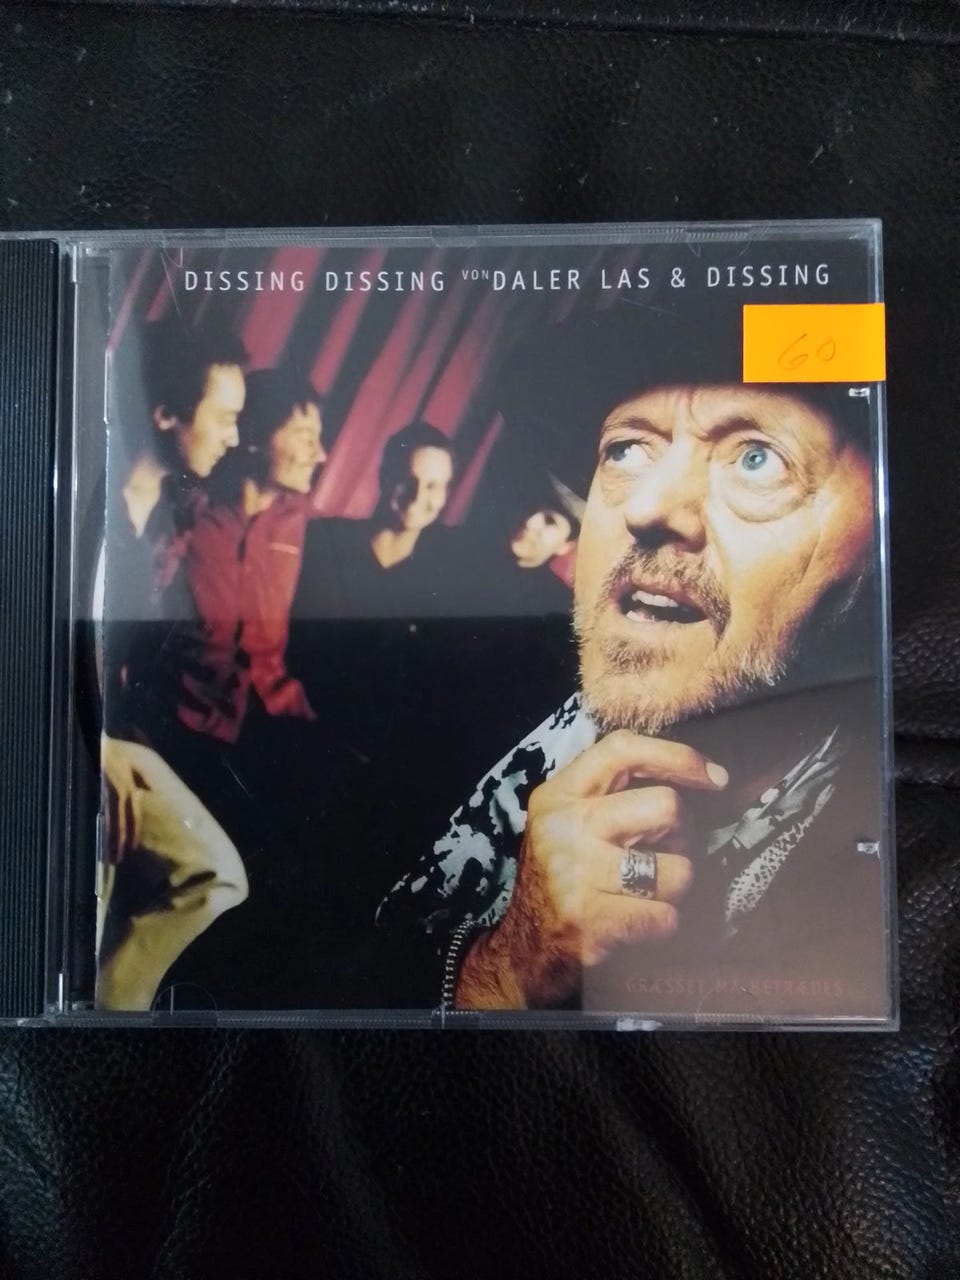 DISSING DISSING VON DALER LAS & DISSING
60
GRÆSSET MÅ BETRÆDES